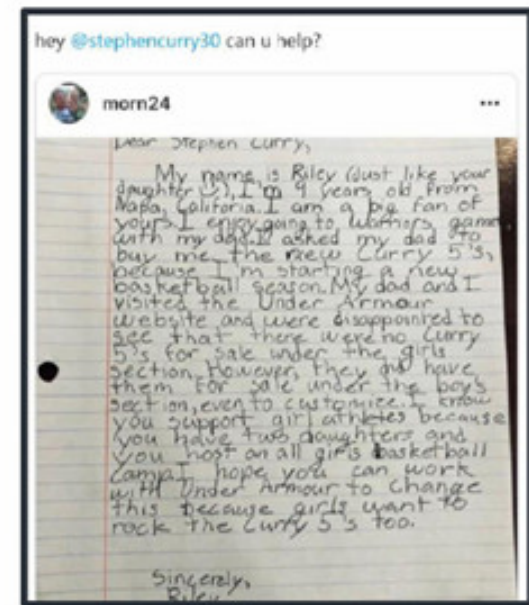 hey @stephencurry30 can u help?
morn24
Dear Stephen Curry,
My name is Riley (Just like your
daughter), I'm 9 years old from
Napa, Califoria. I am a big fan of
yours. I enjoy going to Warriors game
with my dad. I asked my dad to
buy me the new Curry 5's,
because I'm starting a new
basketball season. My dad and I
visited the Under Armour
website and were disappointed to
see that there were no Curry
5's for sale under the girls
section. However, they did have
them for sale under the boy's
section, even to customize. I know
you support girl athletes because
you have two daughters and
you host an all girls basketball
camp. I hope you can work
with Under Armour to change
this because girls want to
rock the Curry 5's too.
Sincerely,
Riley